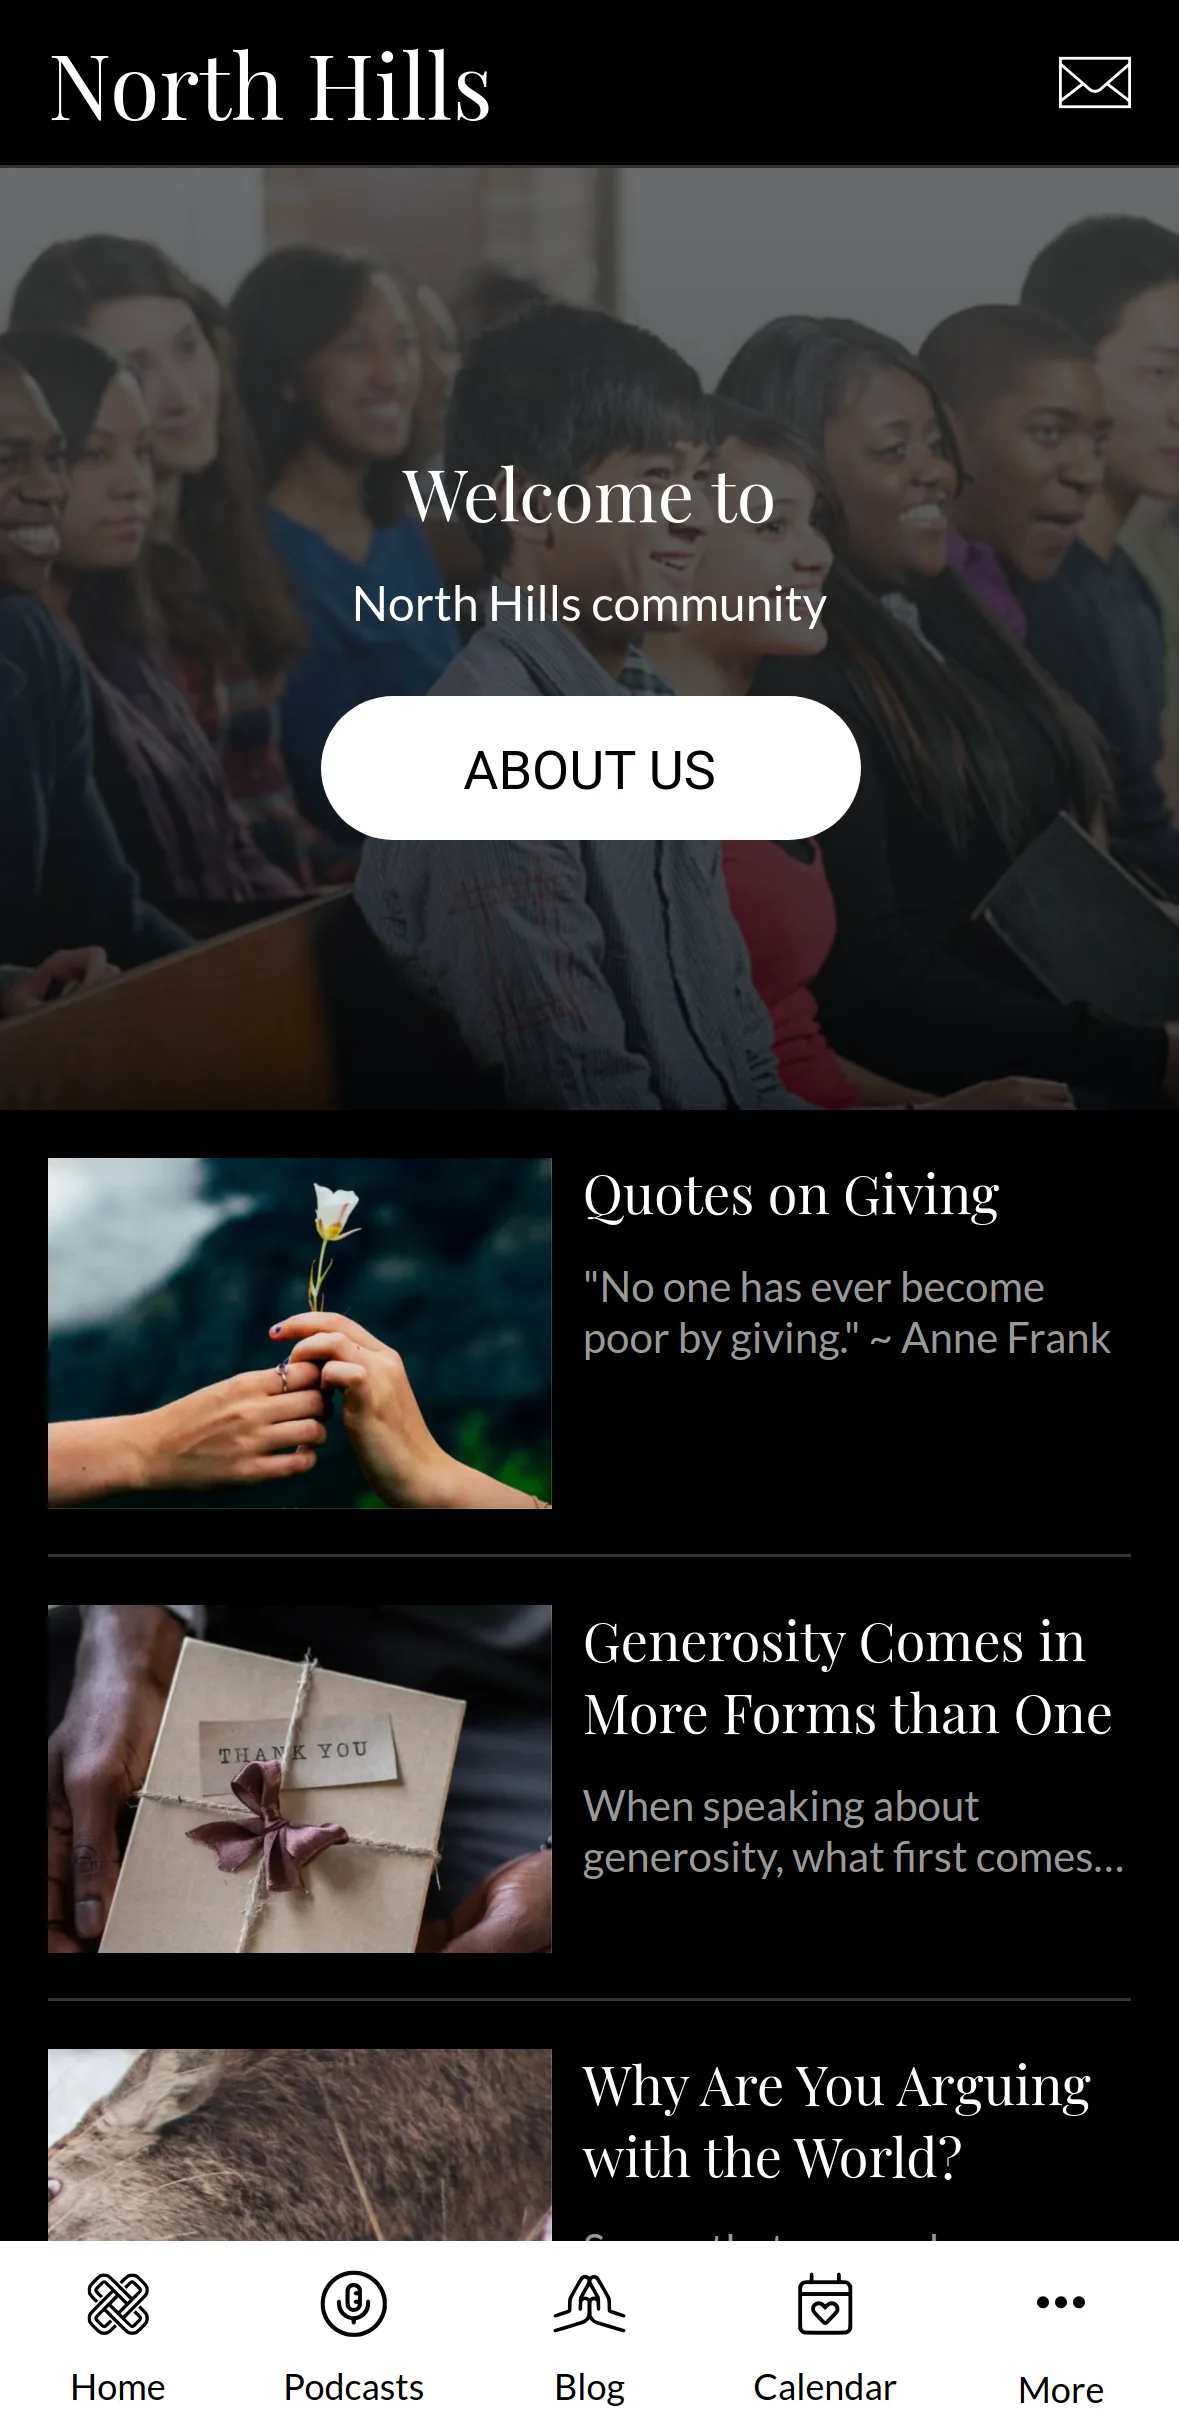 North Hills
Welcome to
North Hills community
ABOUT US
Quotes on Giving
"No one has ever become
poor by giving." ~ Anne Frank
THANK YOU
Generosity Comes in
More Forms than One
When speaking about
generosity, what first comes...
Why Are You Arguing
with the World?
Home
Podcasts
Blog
Calendar
More